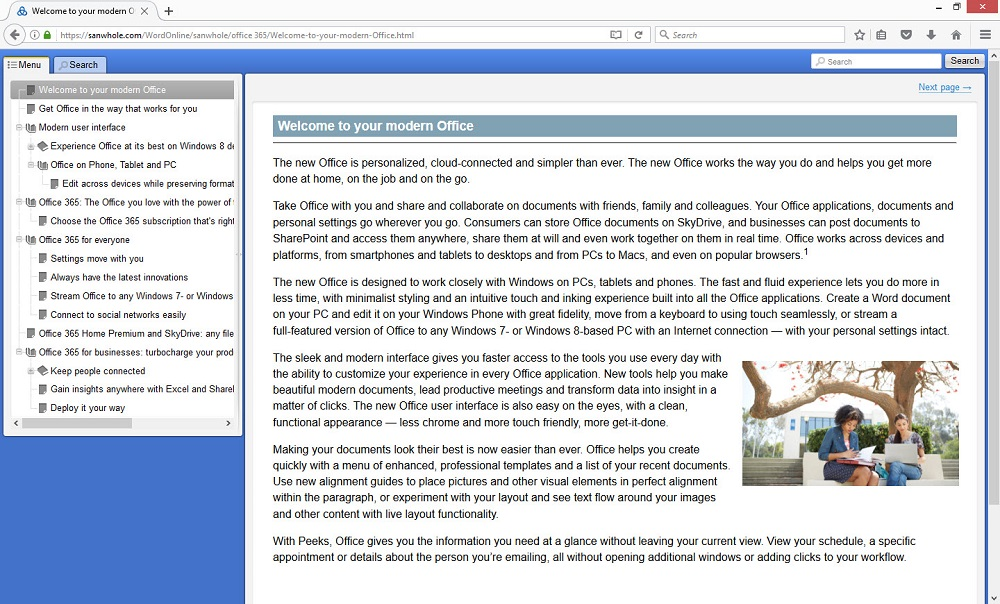 Welcome to your modern O
https://sanwhole.com/WordOnline/sanwhole/office 365/Welcome-to-your-modern-Office.html
Search
Menu
Search
Search
Search
Welcome to your modern Office
Get Office in the way that works for you
Modern user interface
Experience Office at its best on Windows 8 de
Office on Phone, Tablet and PC
Edit across devices while preserving format
Office 365: The Office you love with the power of
Choose the Office 365 subscription that's right
Office 365 for everyone
Settings move with you
Always have the latest innovations
Stream Office to any Windows 7- or Windows
Connect to social networks easily
Office 365 Home Premium and SkyDrive: any file
Office 365 for businesses: turbocharge your prod
Keep people connected
Gain insights anywhere with Excel and Sharel
Deploy it your way
Next page →
Welcome to your modern Office
The new Office is personalized, cloud-connected and simpler than ever. The new Office works the way you do and helps you get more
done at home, on the job and on the go.
Take Office with you and share and collaborate on documents with friends, family and colleagues. Your Office applications, documents and
personal settings go wherever you go. Consumers can store Office documents on SkyDrive, and businesses can post documents to
SharePoint and access them anywhere, share them at will and even work together on them in real time. Office works across devices and
platforms, from smartphones and tablets to desktops and from PCs to Macs, and even on popular browsers.1
The new Office is designed to work closely with Windows on PCs, tablets and phones. The fast and fluid experience lets you do more in
less time, with minimalist styling and an intuitive touch and inking experience built into all the Office applications. Create a Word document
on your PC and edit it on your Windows Phone with great fidelity, move from a keyboard to using touch seamlessly, or stream a
full-featured version of Office to any Windows 7- or Windows 8-based PC with an Internet connection — with your personal settings intact.
The sleek and modern interface gives you faster access to the tools you use every day with
the ability to customize your experience in every Office application. New tools help you make
beautiful modern documents, lead productive meetings and transform data into insight in a
matter of clicks. The new Office user interface is also easy on the eyes, with a clean,
functional appearance — less chrome and more touch friendly, more get-it-done.
Making your documents look their best is now easier than ever. Office helps you create
quickly with a menu of enhanced, professional templates and a list of your recent documents.
Use new alignment guides to place pictures and other visual elements in perfect alignment
within the paragraph, or experiment with your layout and see text flow around your images
and other content with live layout functionality.
With Peeks, Office gives you the information you need at a glance without leaving your current view. View your schedule, a specific
appointment or details about the person you're emailing, all without opening additional windows or adding clicks to your workflow.